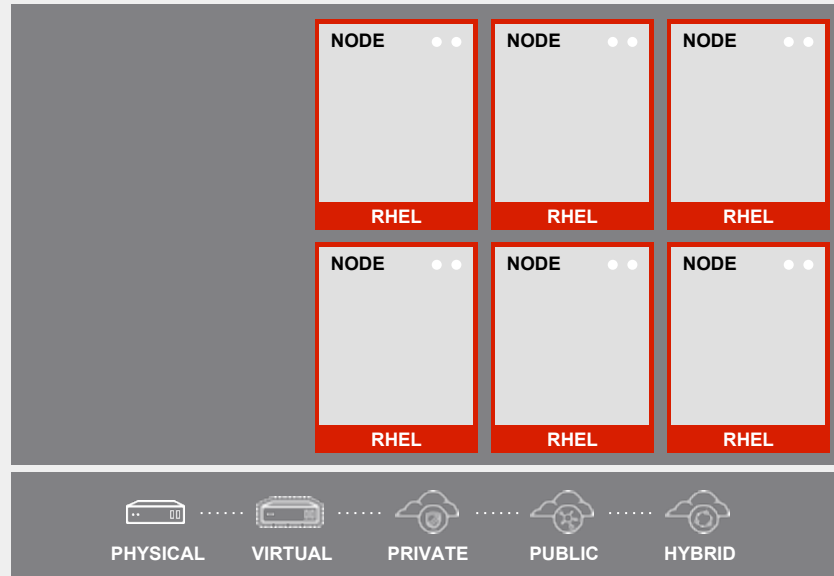 NODE NODE NODE
RHEL RHEL RHEL
NODE NODE NODE
RHEL RHEL RHEL
PHYSICAL VIRTUAL PRIVATE PUBLIC HYBRID